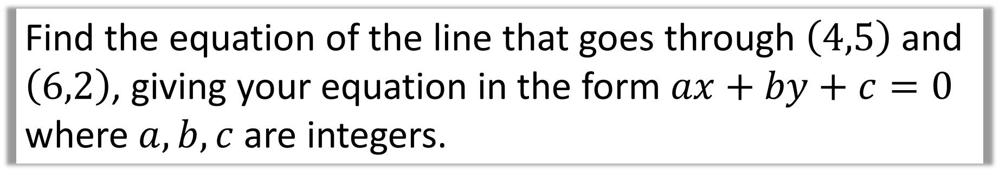 Find the equation of the line that goes through (4,5) and
(6,2), giving your equation in the form 𝑎𝑥 + 𝑏𝑦 + 𝑐 = 0
where 𝑎, 𝑏, 𝑐 are integers.